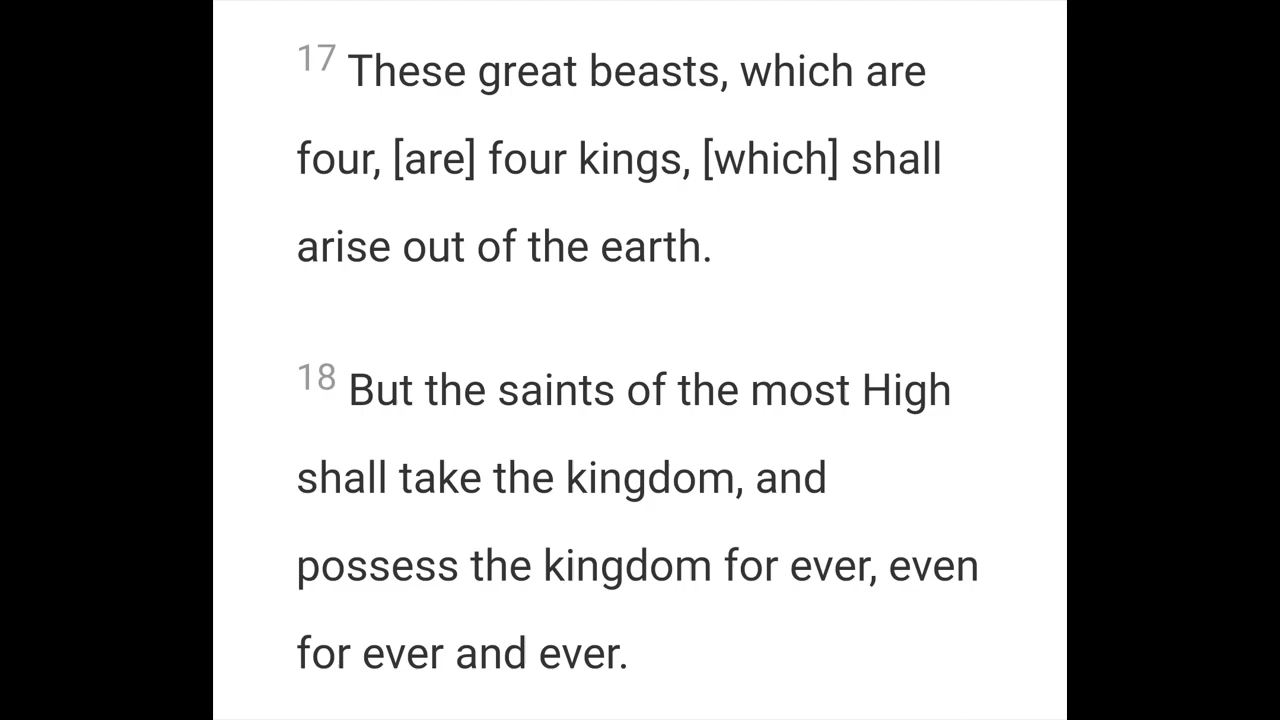 17 These great beasts, which are
four, [are] four kings, [which] shall
arise out of the earth.
18 But the saints of the most High
shall take the kingdom, and
possess the kingdom for ever, even
for ever and ever.